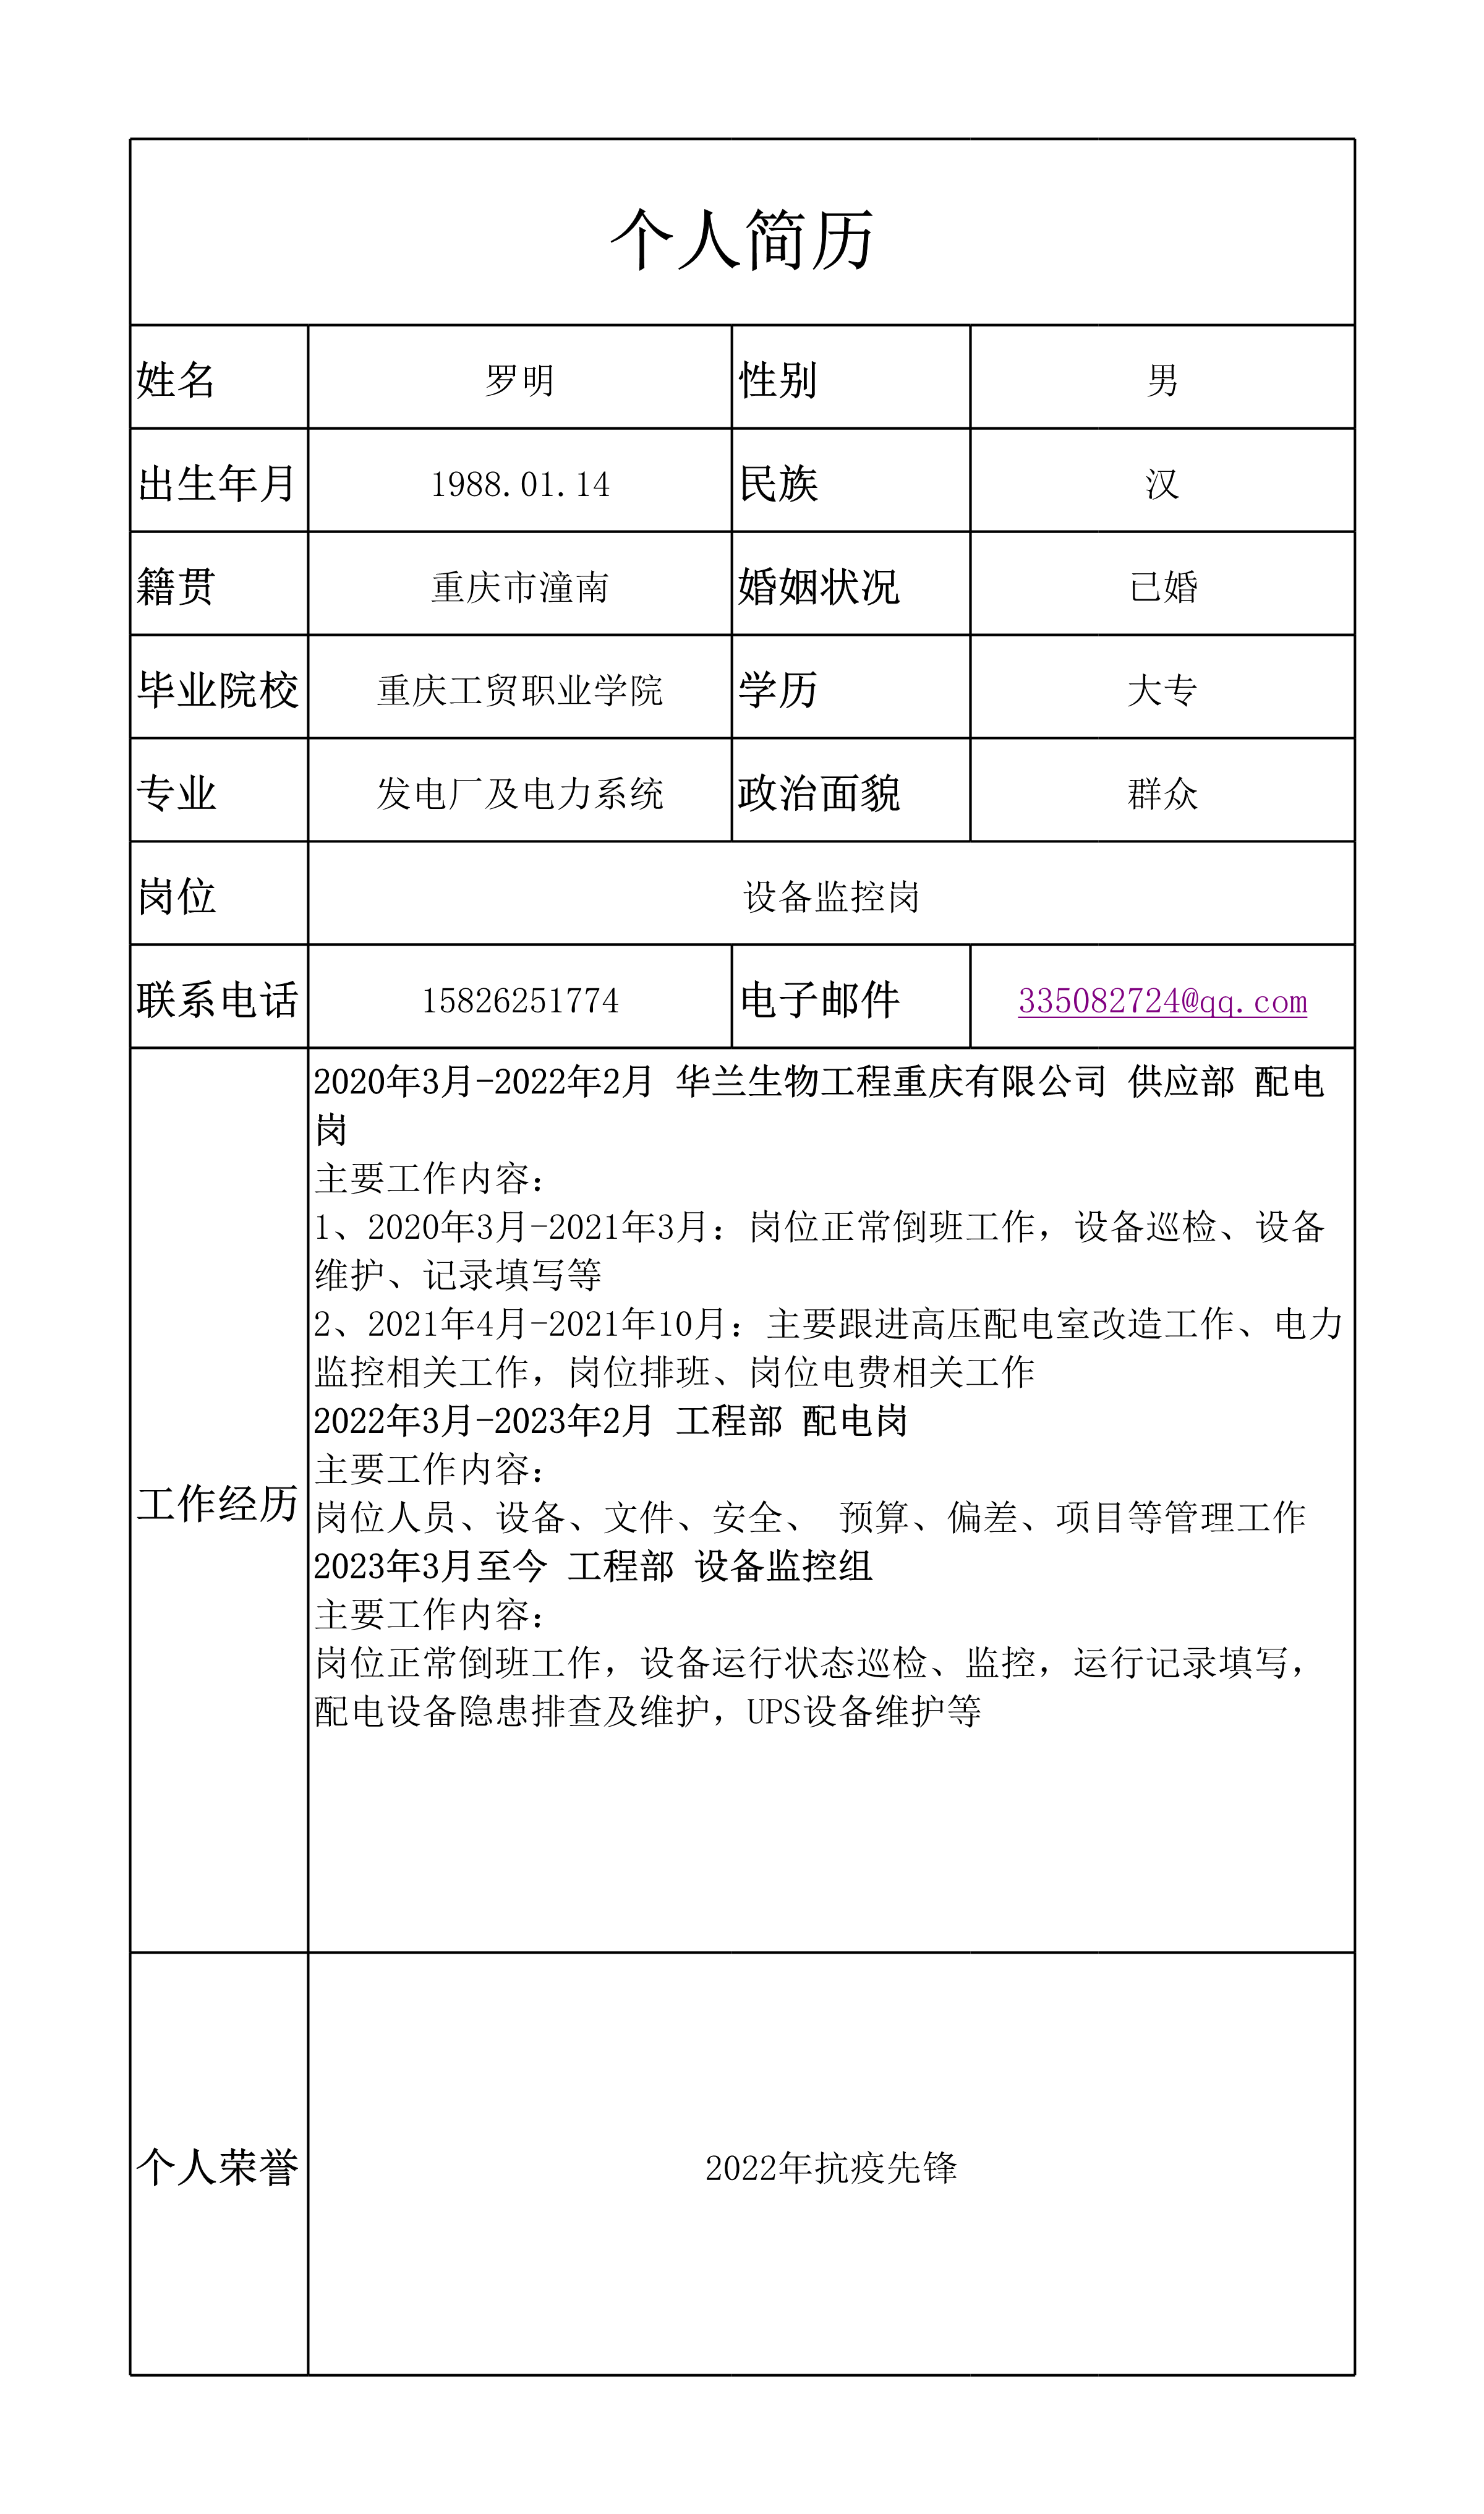 个人简历
姓名 罗明 性别 男
出生年月 1988.01.14 民族 汉
籍贯 重庆市潼南 婚姻状况 已婚
毕业院校 重庆工贸职业学院 学历 大专
专业 发电厂及电力系统 政治面貌 群众
岗位 设备监控岗
联系电话 15826251774 电子邮件 335082724@qq.com
工作经历
2020年3月-2022年2月 华兰生物工程重庆有限公司 供应部 配电
岗
主要工作内容：
1、2020年3月-2021年3月：岗位正常倒班工作，设备巡检、设备
维护、记录填写等
2、2021年4月-2021年10月：主要跟进高压配电室改造工作、电力
监控相关工作，岗位排班、岗位电费相关工作
2022年3月-2023年2月 工程部 配电岗
主要工作内容：
岗位人员、设备、文件、安全、 预算、偏差、项目等管理工作
2023年3月至今 工程部 设备监控组
主要工作内容：
岗位正常倒班工作，设备运行状态巡检、监控，运行记录填写，
配电设备隐患排查及维护，UPS设备维护等
个人荣誉 2022年抗疫先锋